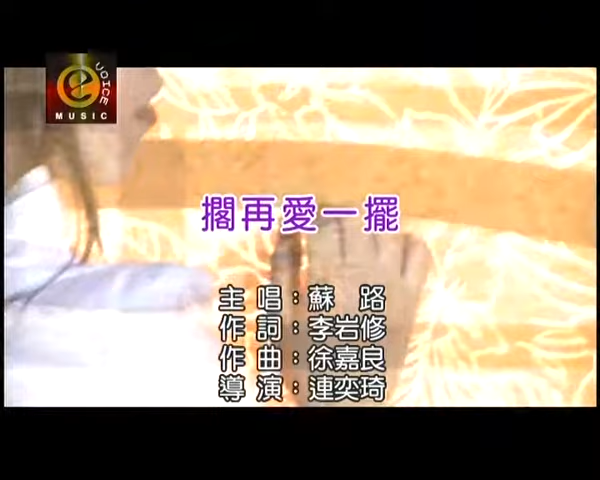 e VOICE
MUSIC
擱再愛一擺
主唱：蘇 路
作詞：李岩修
作曲：徐嘉良
導演：連奕琦